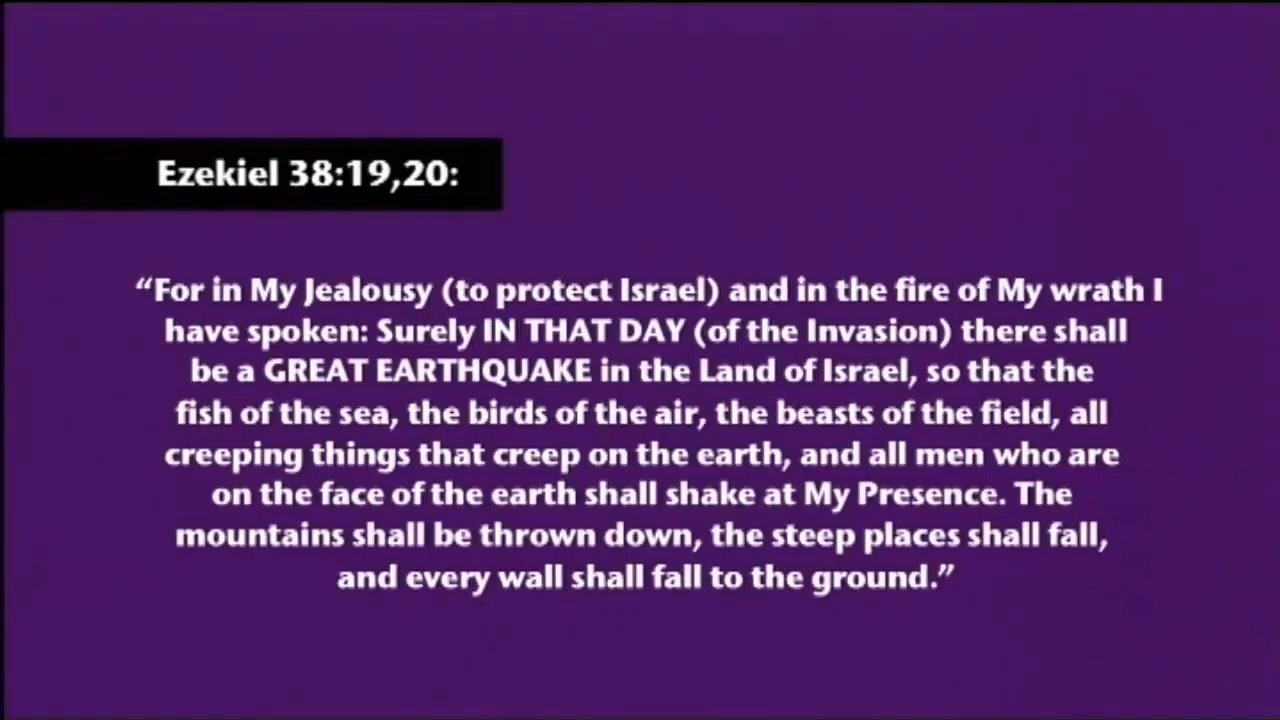 Ezekiel 38:19,20:
“For in My Jealousy (to protect Israel) and in the fire of My wrath I
have spoken: Surely IN THAT DAY (of the Invasion) there shall
be a GREAT EARTHQUAKE in the Land of Israel, so that the
fish of the sea, the birds of the air, the beasts of the field, all
creeping things that creep on the earth, and all men who are
on the face of the earth shall shake at My Presence. The
mountains shall be thrown down, the steep places shall fall,
and every wall shall fall to the ground.”